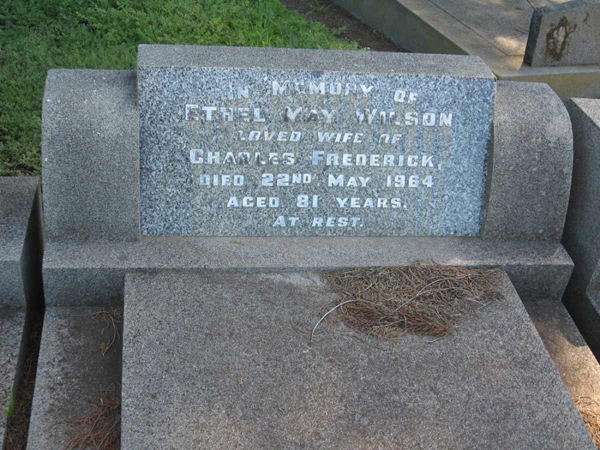 IN MEMORY OF
ETHEL MAY WILSON
LOVED WIFE OF
CHARLES FREDERICK,
DIED 22ND MAY 1964
AGED 81 YEARS.
AT REST.